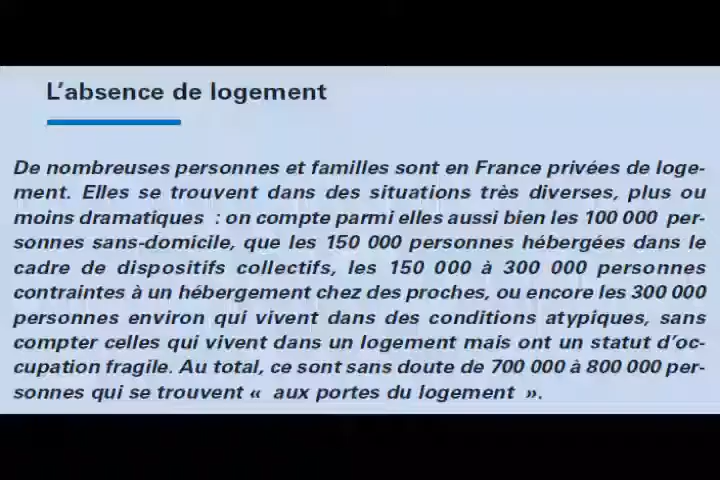 L'absence de logement
De nombreuses personnes et familles sont en France privées de loge-
ment. Elles se trouvent dans des situations très diverses, plus ou
moins dramatiques : on compte parmi elles aussi bien les 100 000 per-
sonnes sans-domicile, que les 150 000 personnes hébergées dans le
cadre de dispositifs collectifs, les 150 000 à 300 000 personnes
contraintes à un hébergement chez des proches, ou encore les 300 000
personnes environ qui vivent dans des conditions atypiques, sans
compter celles qui vivent dans un logement mais ont un statut d'oc-
cupation fragile. Au total, ce sont sans doute de 700 000 à 800 000 per-
sonnes qui se trouvent « aux portes du logement ».